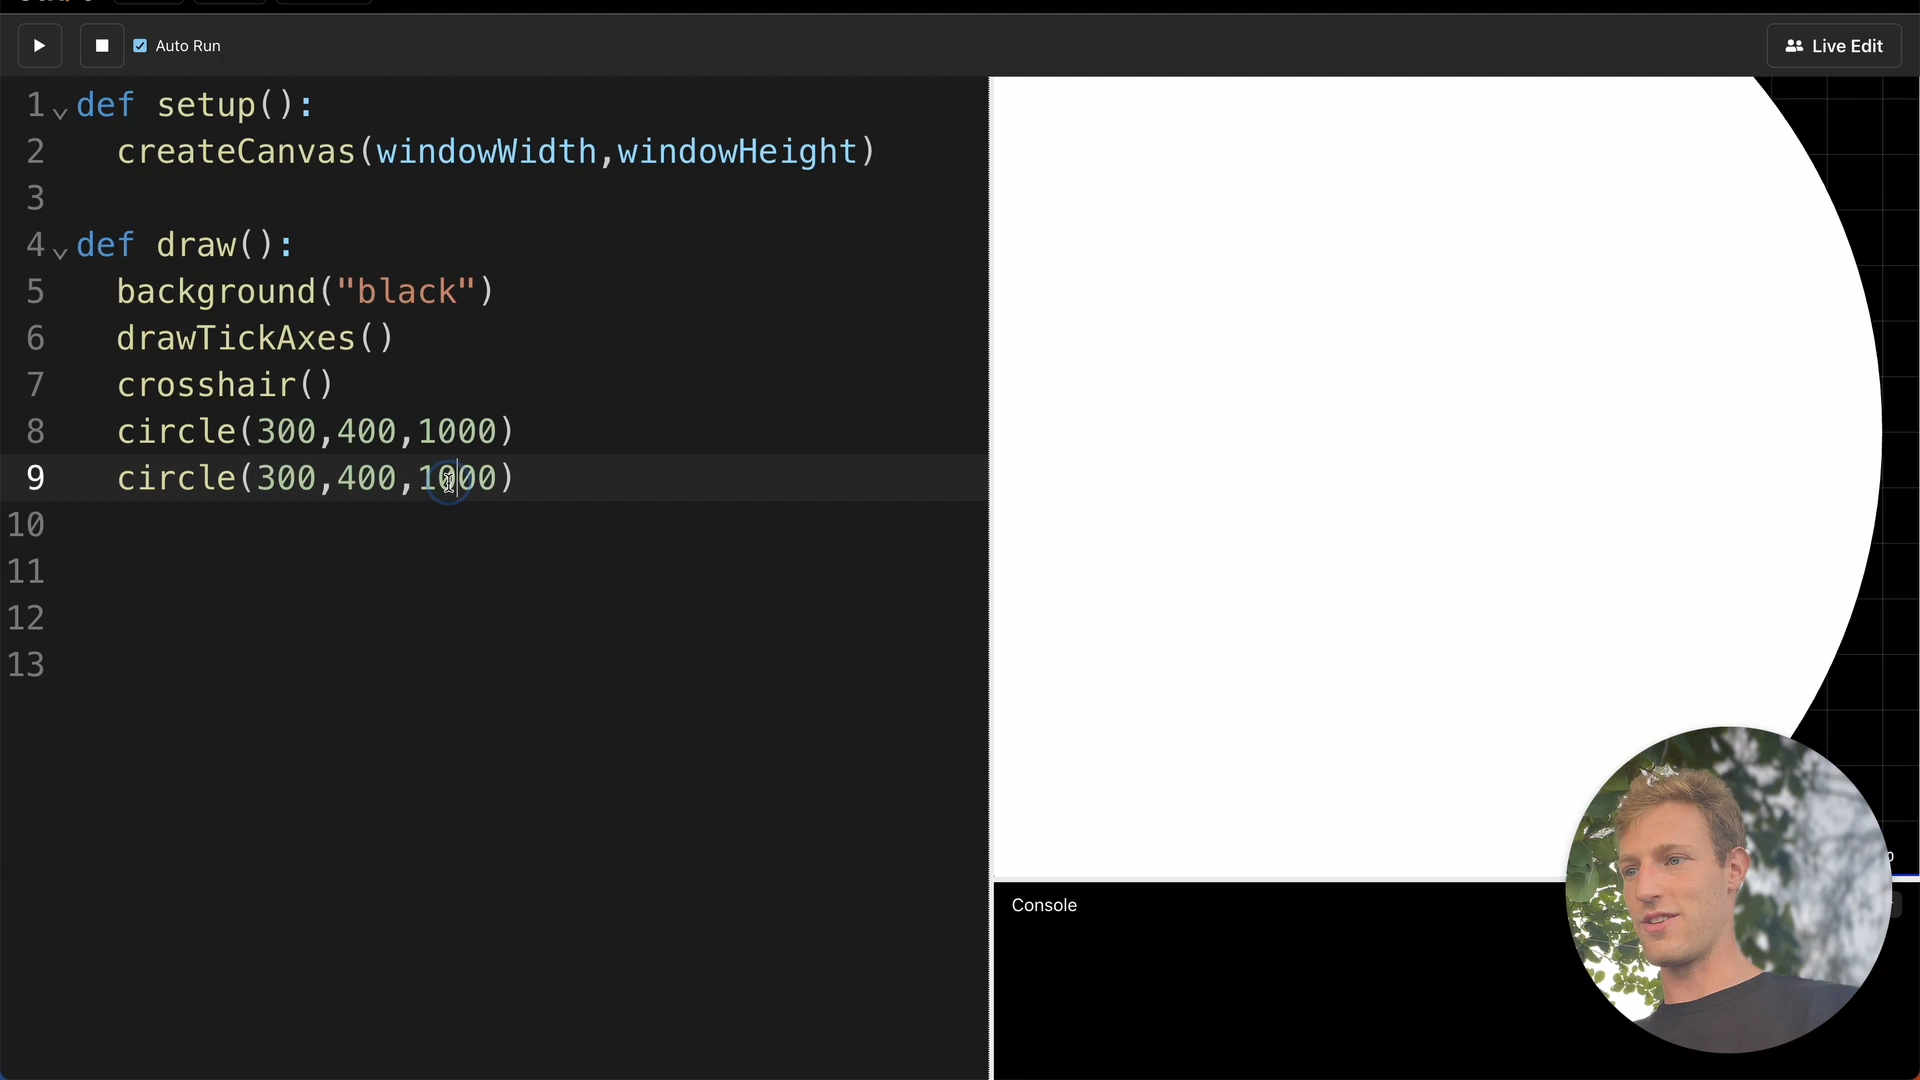 Auto Run
Live Edit
1 def setup():
2 createCanvas(windowWidth,windowHeight)
3
4 def draw():
5 background("black")
6 drawTickAxes()
7 crosshair()
8 circle(300,400,1000)
9 circle(300,400,1000)
10
11
12
13
Console